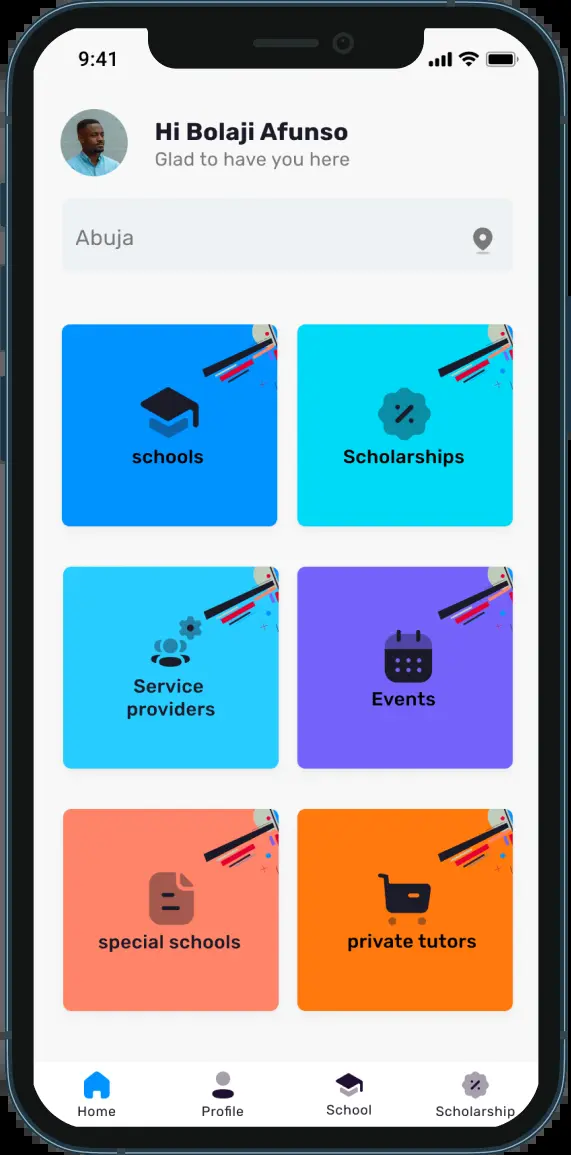 9:41
Hi Bolaji Afunso
Glad to have you here
Abuja
schools
Scholarships
Service
providers
Events
special schools
private tutors
Home
Profile
School
Scholarship